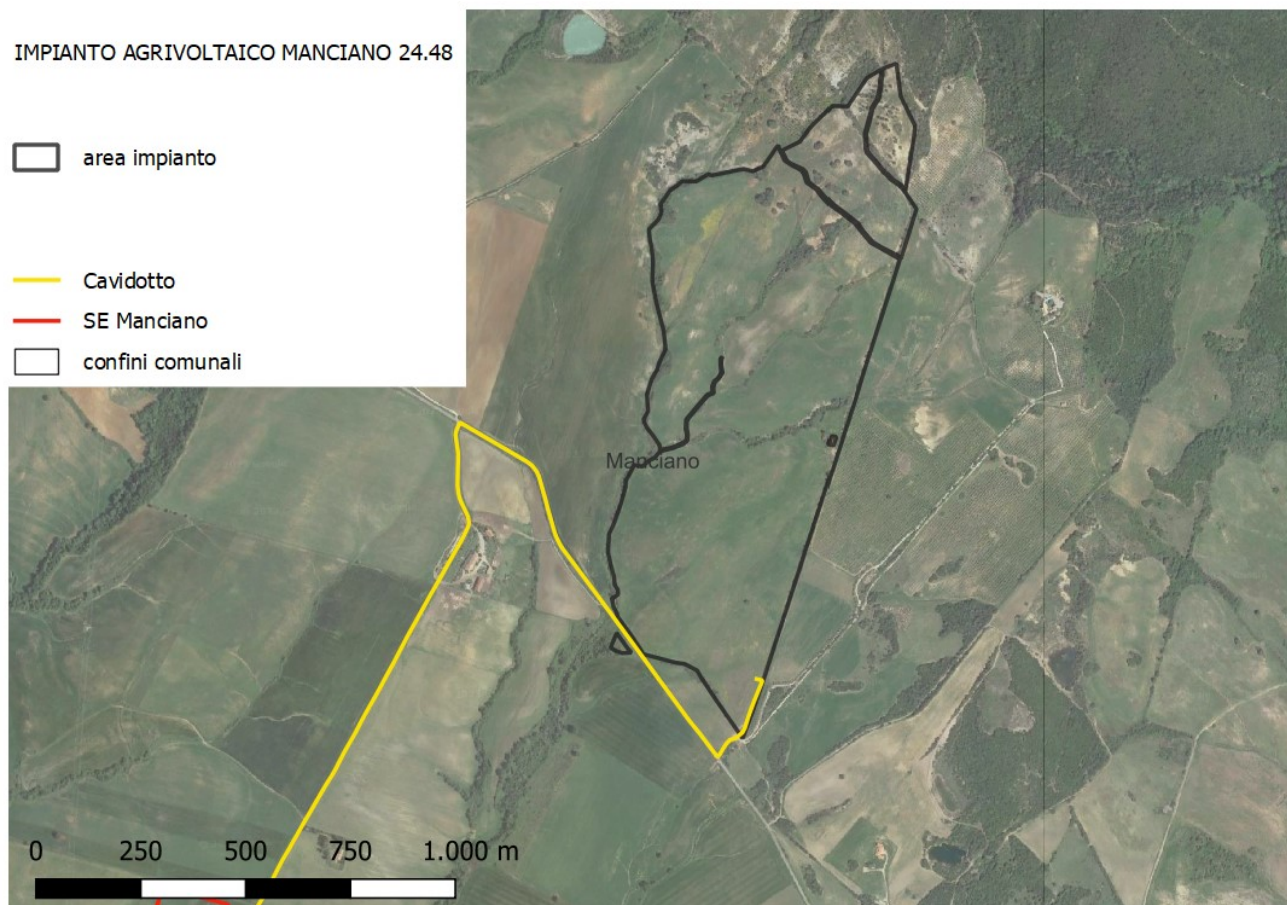 IMPIANTO AGRIVOLTAICO MANCIANO 24.48
area impianto
Cavidotto
SE Manciano
confini comunali
Manciano
0 250 500 750 1.000 m